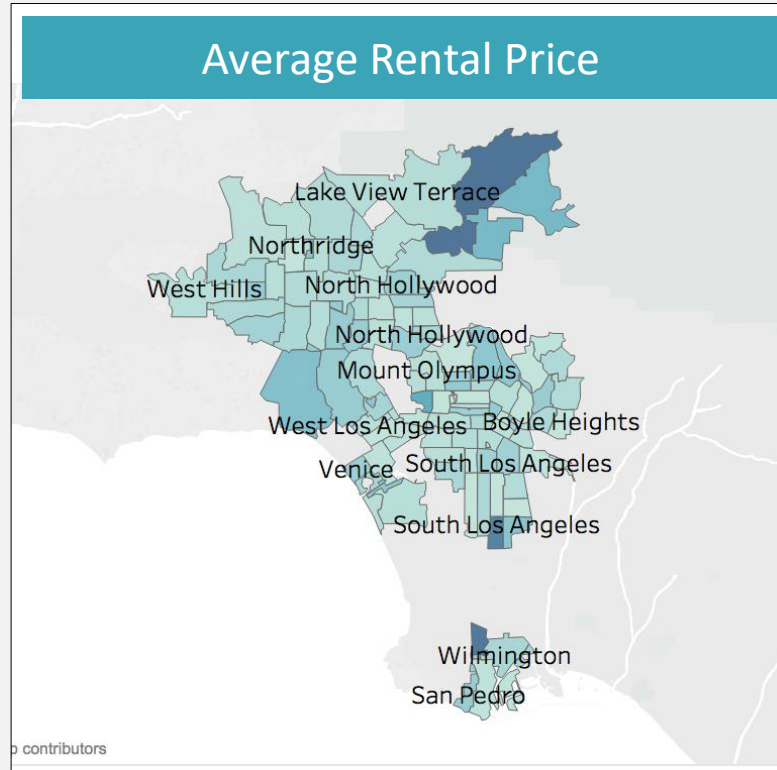 Average Rental Price
Lake View Terrace
Northridge
West Hills
North Hollywood
North Hollywood
Mount Olympus
West Los Angeles
Boyle Heights
Venice
South Los Angeles
South Los Angeles
Wilmington
San Pedro
contributors